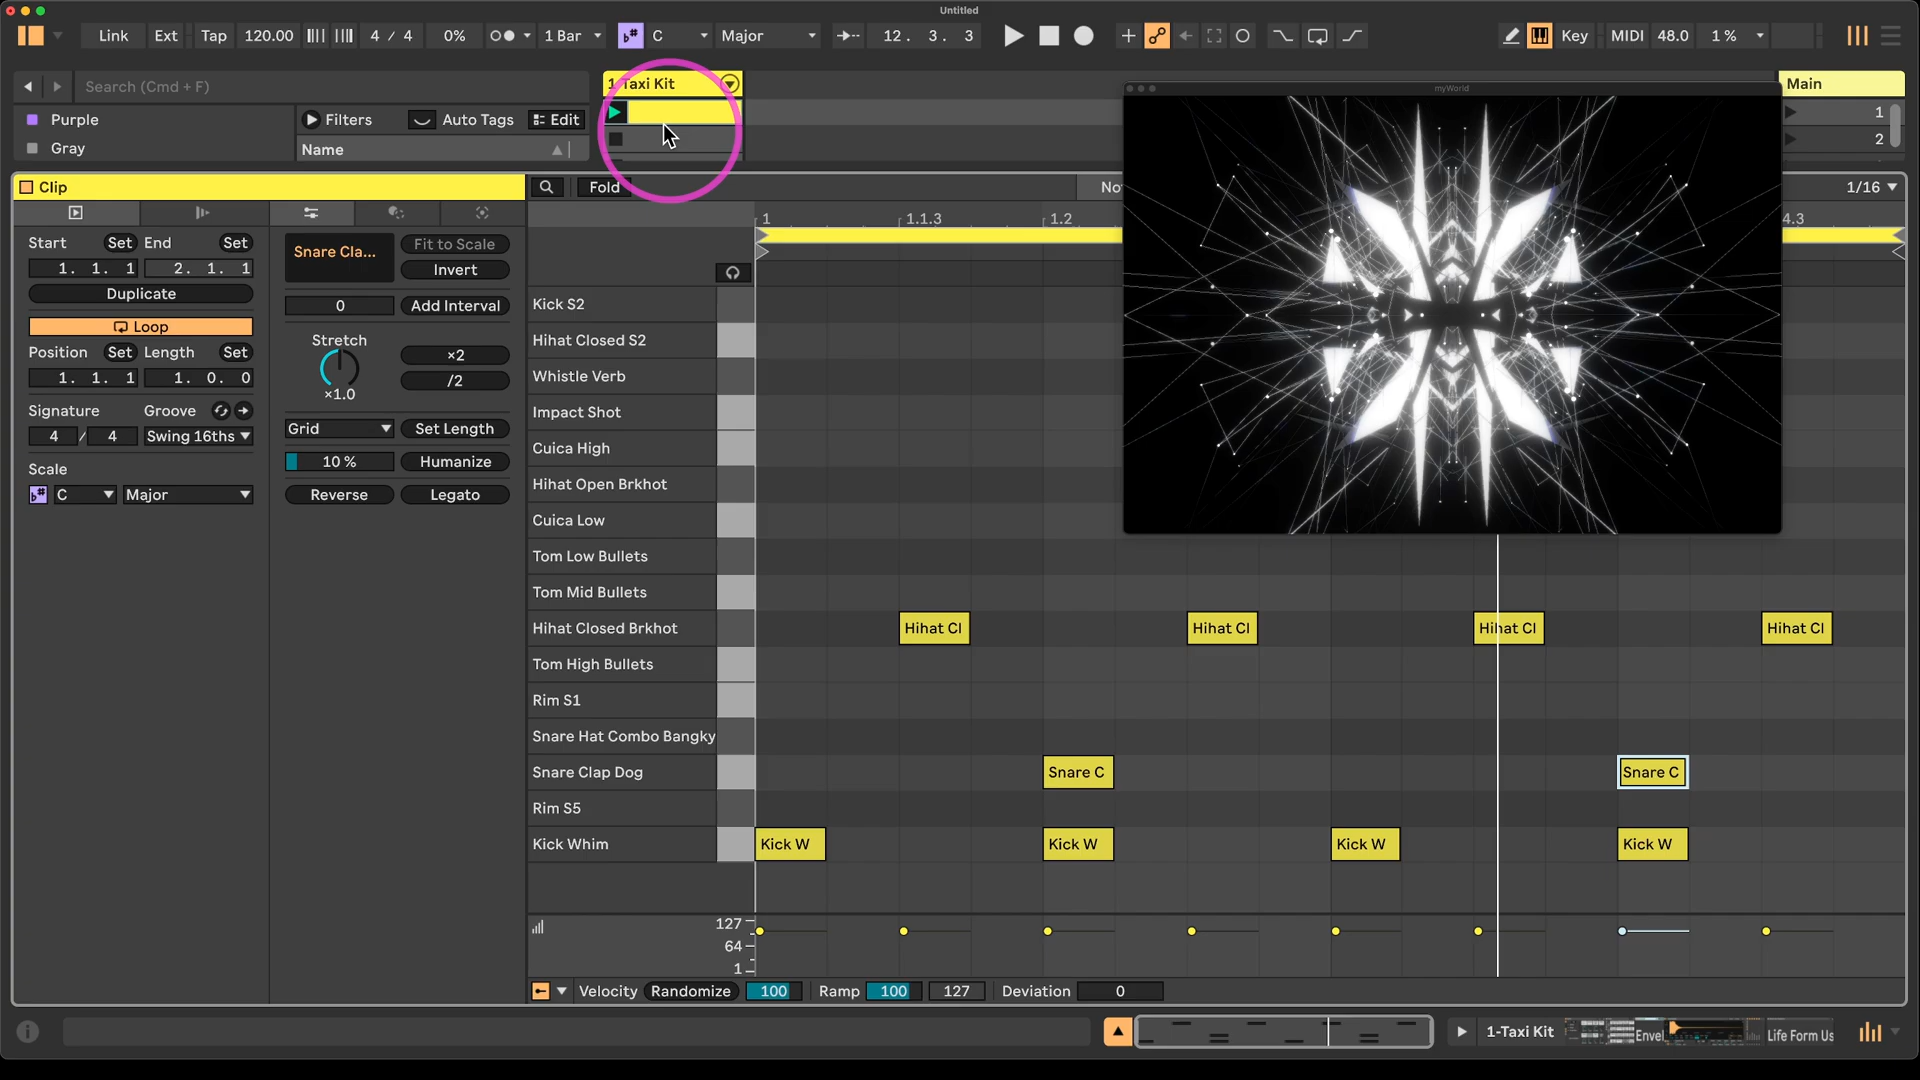 Untitled
Link Ext Tap 120.00 4 / 4 0% 1 Bar C Major 12. 3. 3 Key MIDI 48.0 1 %
Search (Cmd + F)
1-Taxi Kit
myWorld
Main
Purple
Filters Auto Tags Edit
1
Gray
Name
2
Clip
Fold
1/16
Start Set End Set
1. 1. 1 2. 1. 1
Duplicate
Loop
Position Set Length Set
1. 1. 1 1. 0. 0
Signature Groove
4 / 4 Swing 16ths
Scale
C Major
Snare Cla... Fit to Scale
Invert
0 Add Interval
Stretch
×2
/2
×1.0
Grid Set Length
10 % Humanize
Reverse Legato
1 1.1.3 1.2 4.3
Kick S2
Hihat Closed S2
Whistle Verb
Impact Shot
Cuica High
Hihat Open Brkhot
Cuica Low
Tom Low Bullets
Tom Mid Bullets
Hihat Closed Brkhot Hihat Cl Hihat Cl Hihat Cl Hihat Cl
Tom High Bullets
Rim S1
Snare Hat Combo Bangky
Snare Clap Dog Snare C Snare C
Rim S5
Kick Whim Kick W Kick W Kick W Kick W
127
64
1
Velocity Randomize 100 Ramp 100 127 Deviation 0
1-Taxi Kit Envel Life Form Us